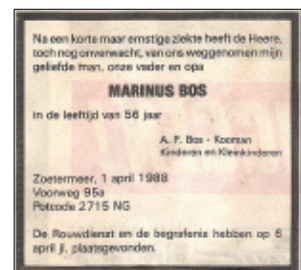 Na een korte maar ernstige ziekte heeft de Heere,
toch nog onverwacht, van ons weggenomen mijn
geliefde man, onze vader en opa
MARINUS BOS
in de leeftijd van 56 jaar
A. P. Bos - Kooman
Kinderen en Kleinkinderen
Zoetermeer, 1 april 1988
Voorweg 95a
Potcode 2715 NG
De Rouwdienst en de begrafenis hebben op 6
april jl. plaatsgevonden.